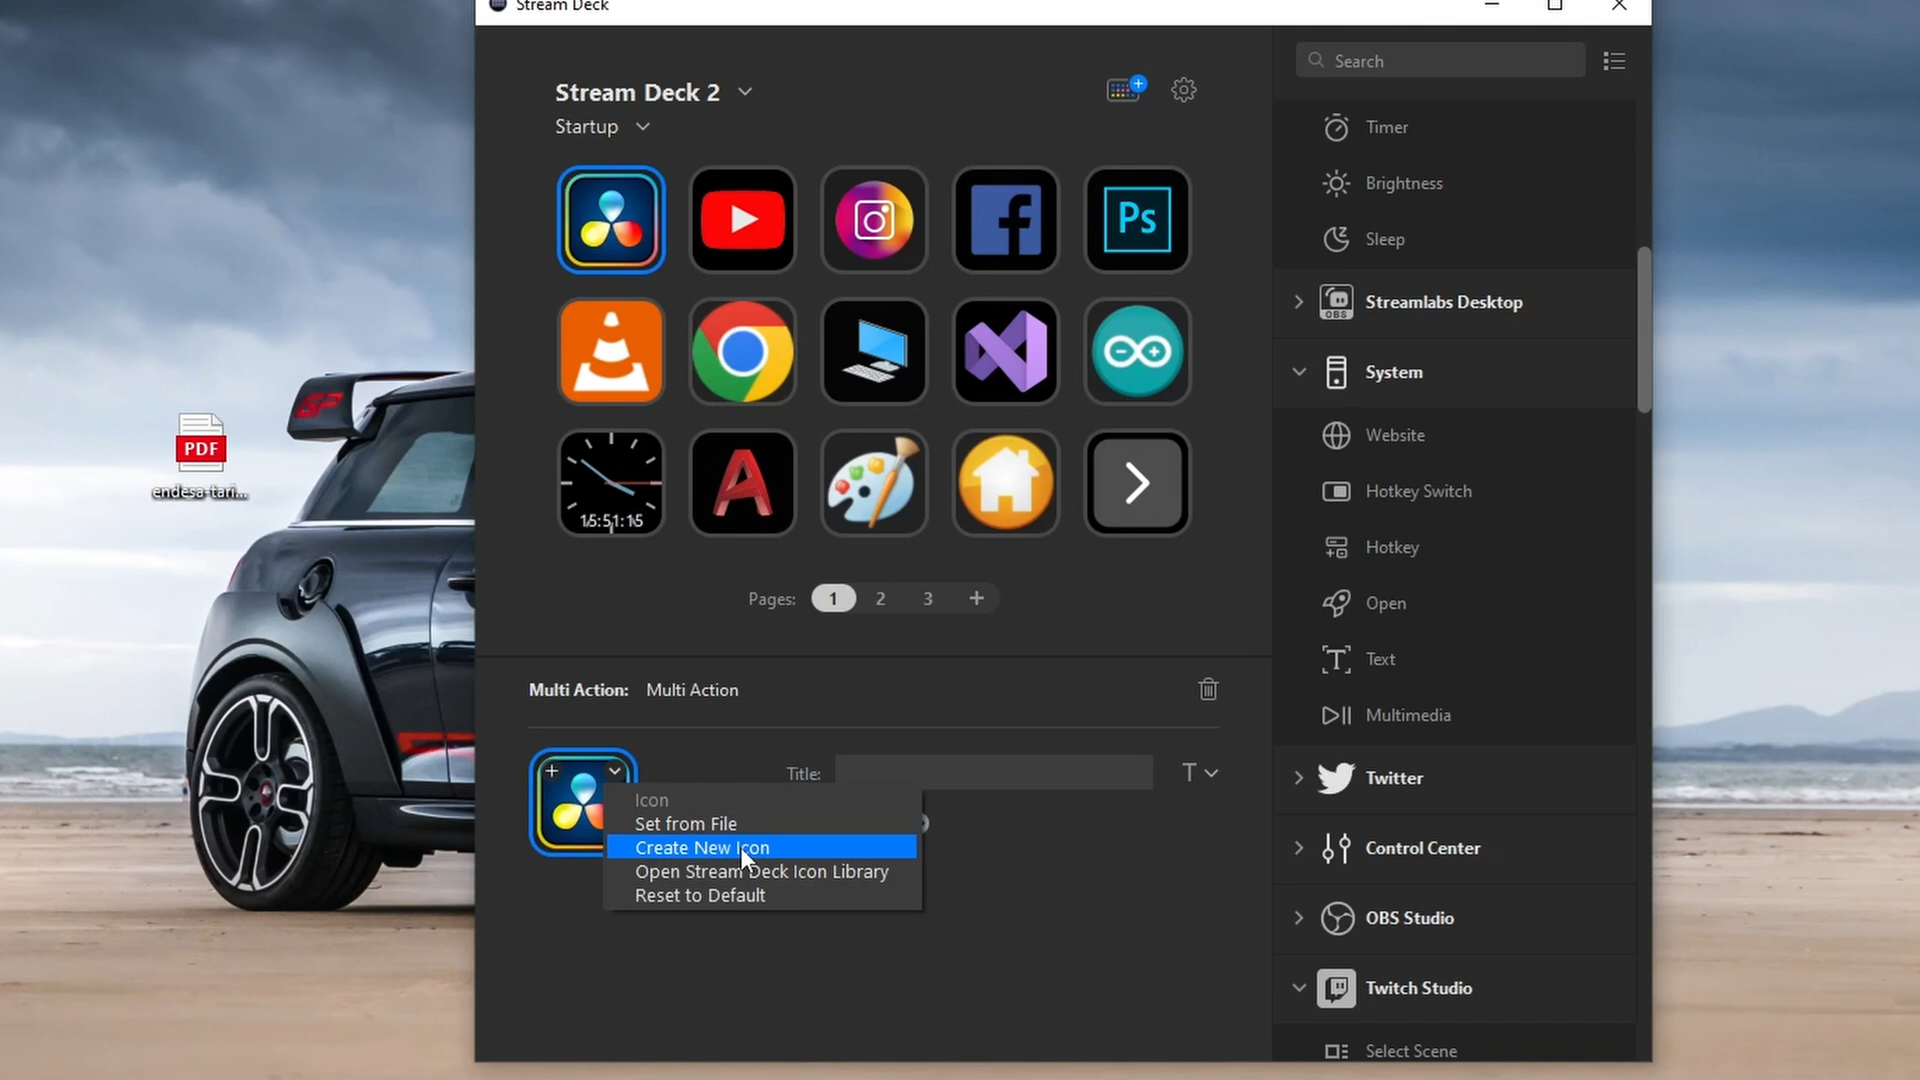 Stream Deck
Stream Deck 2
Startup
Ps
15:51:15
Pages: 1 2 3 +
Multi Action: Multi Action
Title:
T
Icon
Set from File
Create New Icon
Open Stream Deck Icon Library
Reset to Default
Search
Timer
Brightness
Sleep
OBS
Streamlabs Desktop
System
Website
Hotkey Switch
Hotkey
Open
Text
Multimedia
Twitter
Control Center
OBS Studio
Twitch Studio
Select Scene
GP
PDF
endesa-tari...